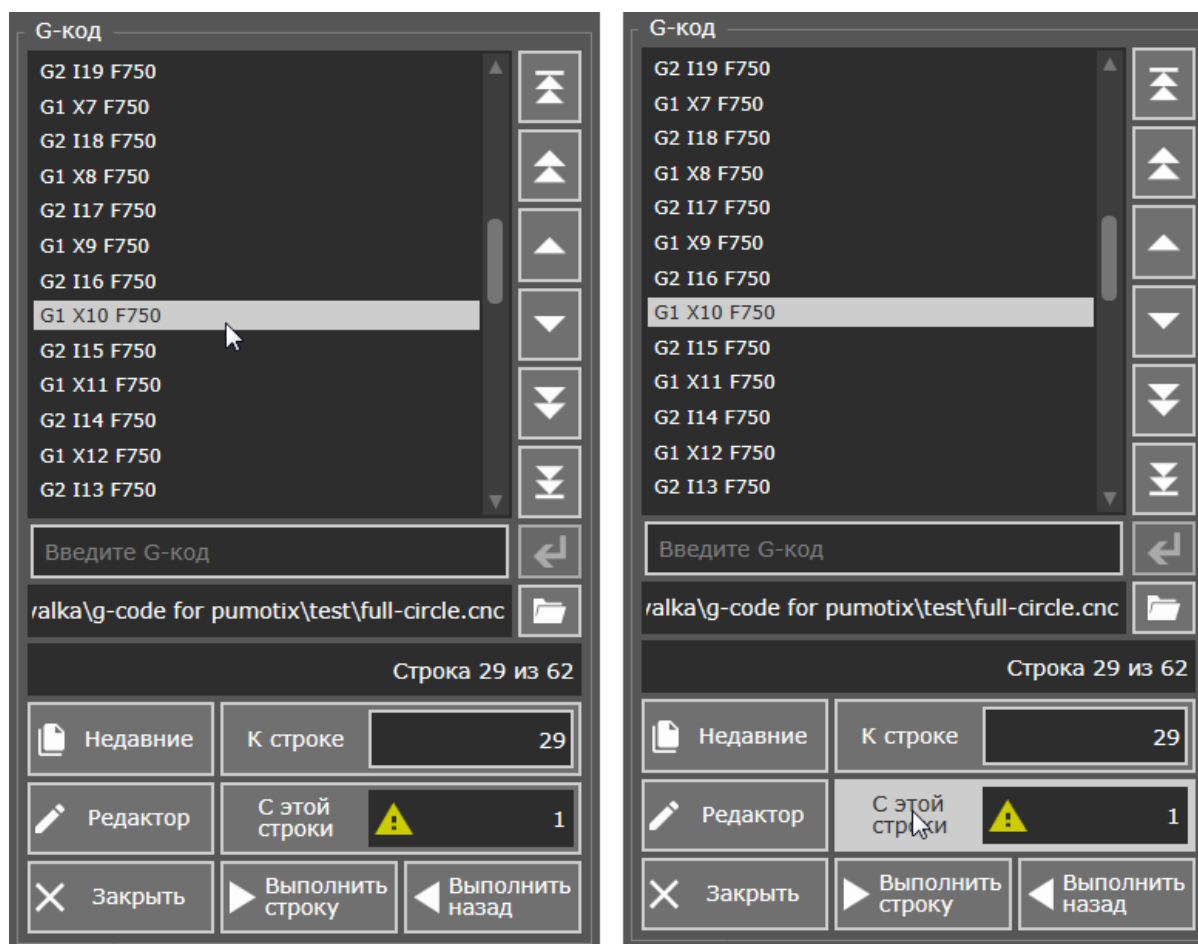 G-код
G2 I19 F750
G1 X7 F750
G2 I18 F750
G1 X8 F750
G2 I17 F750
G1 X9 F750
G2 I16 F750
G1 X10 F750
G2 I15 F750
G1 X11 F750
G2 I14 F750
G1 X12 F750
G2 I13 F750
Введите G-код
valka\g-code for pumotix\test\full-circle.cnc
Строка 29 из 62
Недавние
К строке
29
Редактор
С этой
строки
1
Закрыть
Выполнить
строку
Выполнить
назад
G-код
G2 I19 F750
G1 X7 F750
G2 I18 F750
G1 X8 F750
G2 I17 F750
G1 X9 F750
G2 I16 F750
G1 X10 F750
G2 I15 F750
G1 X11 F750
G2 I14 F750
G1 X12 F750
G2 I13 F750
Введите G-код
valka\g-code for pumotix\test\full-circle.cnc
Строка 29 из 62
Недавние
К строке
29
Редактор
С этой
строки
1
Закрыть
Выполнить
строку
Выполнить
назад